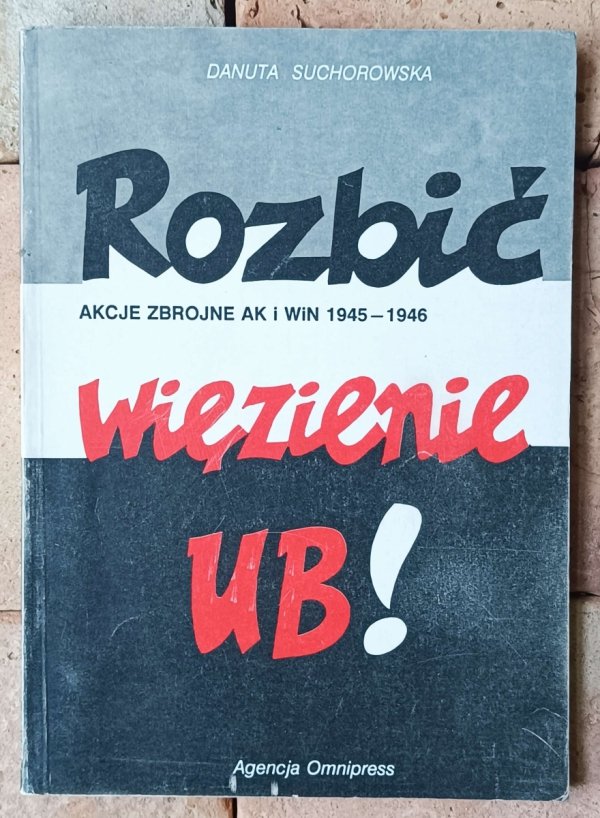 DANUTA SUCHOROWSKA
Rozbić
AKCJE ZBROJNE AK i WiN 1945–1946
więzienie
UB!
Agencja Omnipress